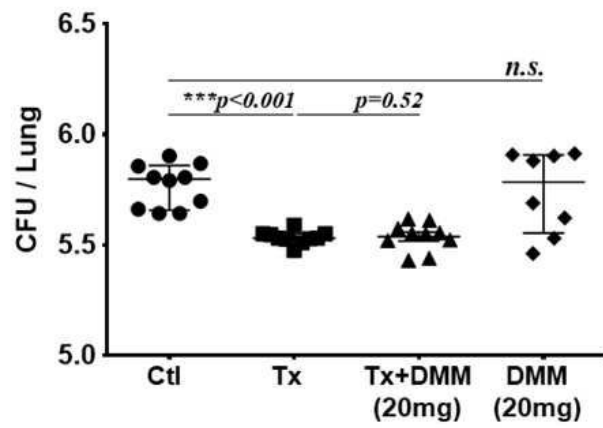 6.5
n.s.
***p<0.001 p=0.52
6.0
CFU / Lung
5.5
5.0
Ctl Tx Tx+DMM DMM
(20mg) (20mg)